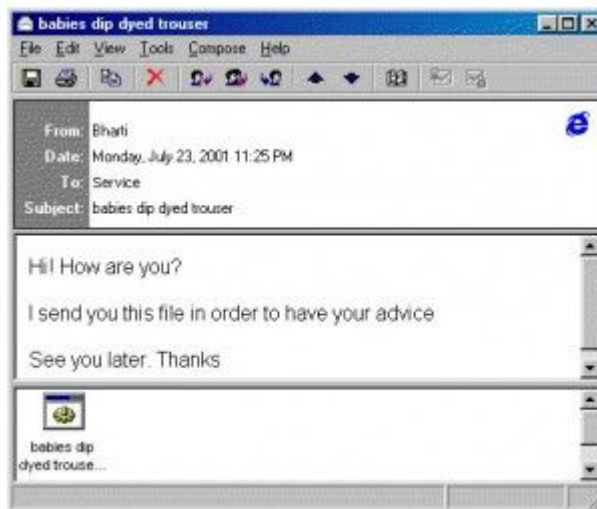 babies dip dyed trouser
File Edit View Tools Compose Help
From: Bharti
Date: Monday, July 23, 2001 11:25 PM
To: Service
Subject: babies dip dyed trouser
Hi! How are you?
I send you this file in order to have your advice
See you later. Thanks
babies dip
dyed trouse...